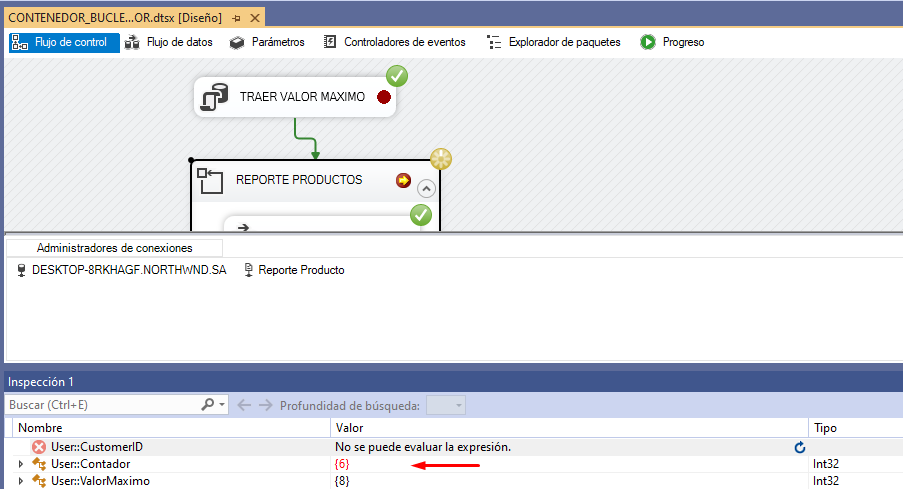 CONTENEDOR_BUCLE...OR.dtsx [Diseño]
Flujo de control Flujo de datos Parámetros Controladores de eventos Explorador de paquetes Progreso
TRAER VALOR MAXIMO
REPORTE PRODUCTOS
Administradores de conexiones
DESKTOP-8RKHAGF.NORTHWND.SA Reporte Producto
Inspección 1
Buscar (Ctrl+E) Profundidad de búsqueda:
Nombre Valor Tipo
User::CustomerID No se puede evaluar la expresión.
User::Contador {6} Int32
User::ValorMaximo {8} Int32